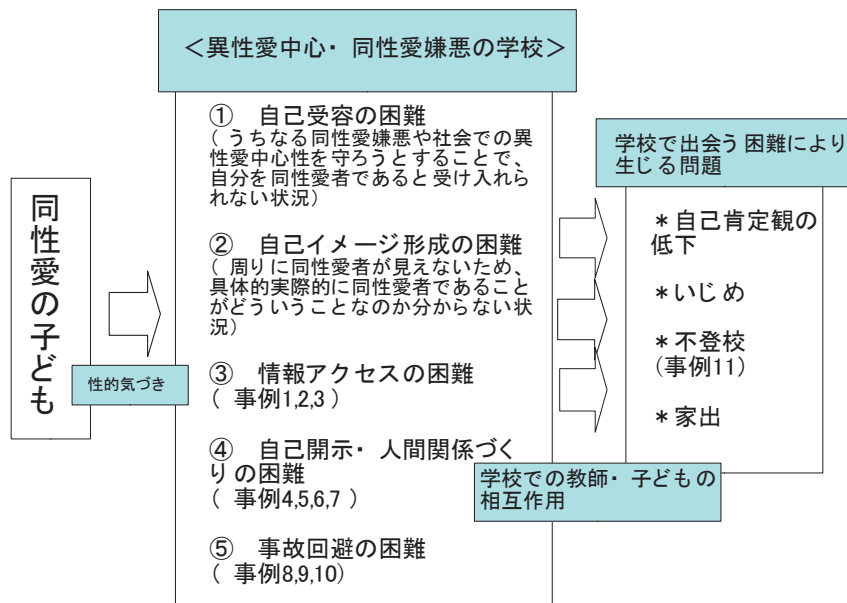 ＜異性愛中心・同性愛嫌悪の学校＞
同性愛の子ども
性的気づき
① 自己受容の困難
（うちなる同性愛嫌悪や社会での異
性愛中心性を守ろうとすることで、
自分を同性愛者であると受け入れら
れない状況）
② 自己イメージ形成の困難
（周りに同性愛者が見えないため、
具体的実際的に同性愛者であること
がどういうことなのか分からない状
況）
③ 情報アクセスの困難
（事例1,2,3）
④ 自己開示・人間関係づく
りの困難
（事例4,5,6,7）
⑤ 事故回避の困難
（事例8,9,10）
学校で出会う困難により
生じる問題
＊自己肯定観の
低下
＊いじめ
＊不登校
（事例11）
＊家出
学校での教師・子どもの
相互作用